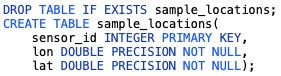 DROP TABLE IF EXISTS sample_locations;
CREATE TABLE sample_locations(
    sensor_id INTEGER PRIMARY KEY,
    lon DOUBLE PRECISION NOT NULL,
    lat DOUBLE PRECISION NOT NULL);